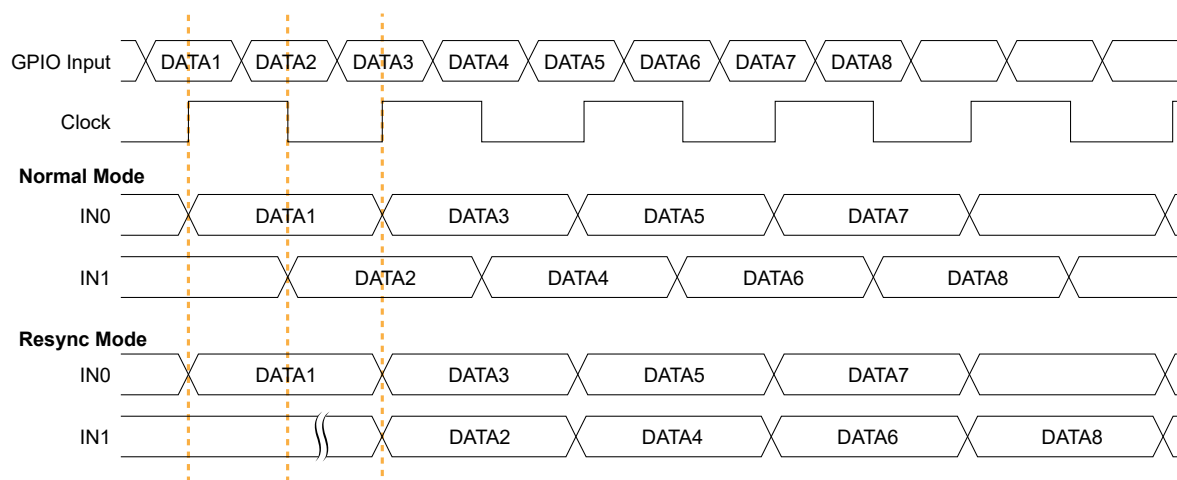 GPIO Input DATA1 DATA2 DATA3 DATA4 DATA5 DATA6 DATA7 DATA8
Clock
Normal Mode
IN0 DATA1 DATA3 DATA5 DATA7
IN1 DATA2 DATA4 DATA6 DATA8
Resync Mode
IN0 DATA1 DATA3 DATA5 DATA7
IN1 DATA2 DATA4 DATA6 DATA8